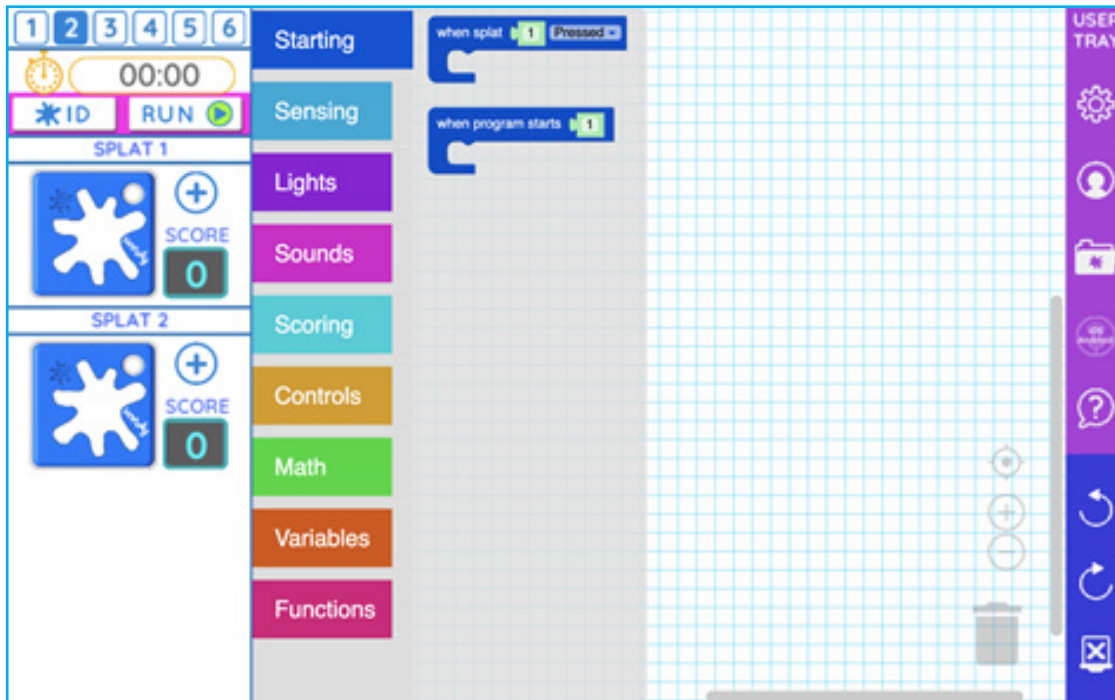 1 2 3 4 5 6
00:00
ID RUN
SPLAT 1
SCORE
0
SPLAT 2
SCORE
0
Starting
Sensing
Lights
Sounds
Scoring
Controls
Math
Variables
Functions
when splat 1 Pressed
when program starts 1
USER
TRAY